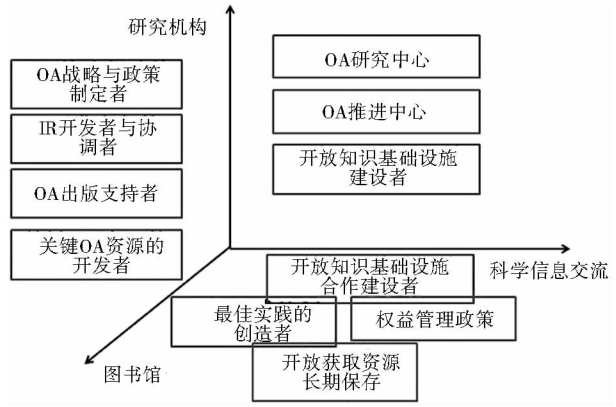 研究机构
OA战略与政策
制定者
IR开发者与协
调者
OA出版支持者
关键OA资源的
开发者
OA研究中心
OA推进中心
开放知识基础设施
建设者
科学信息交流
开放知识基础设施
合作建设者
最佳实践的
创造者
权益管理政策
开放获取资源
长期保存
图书馆